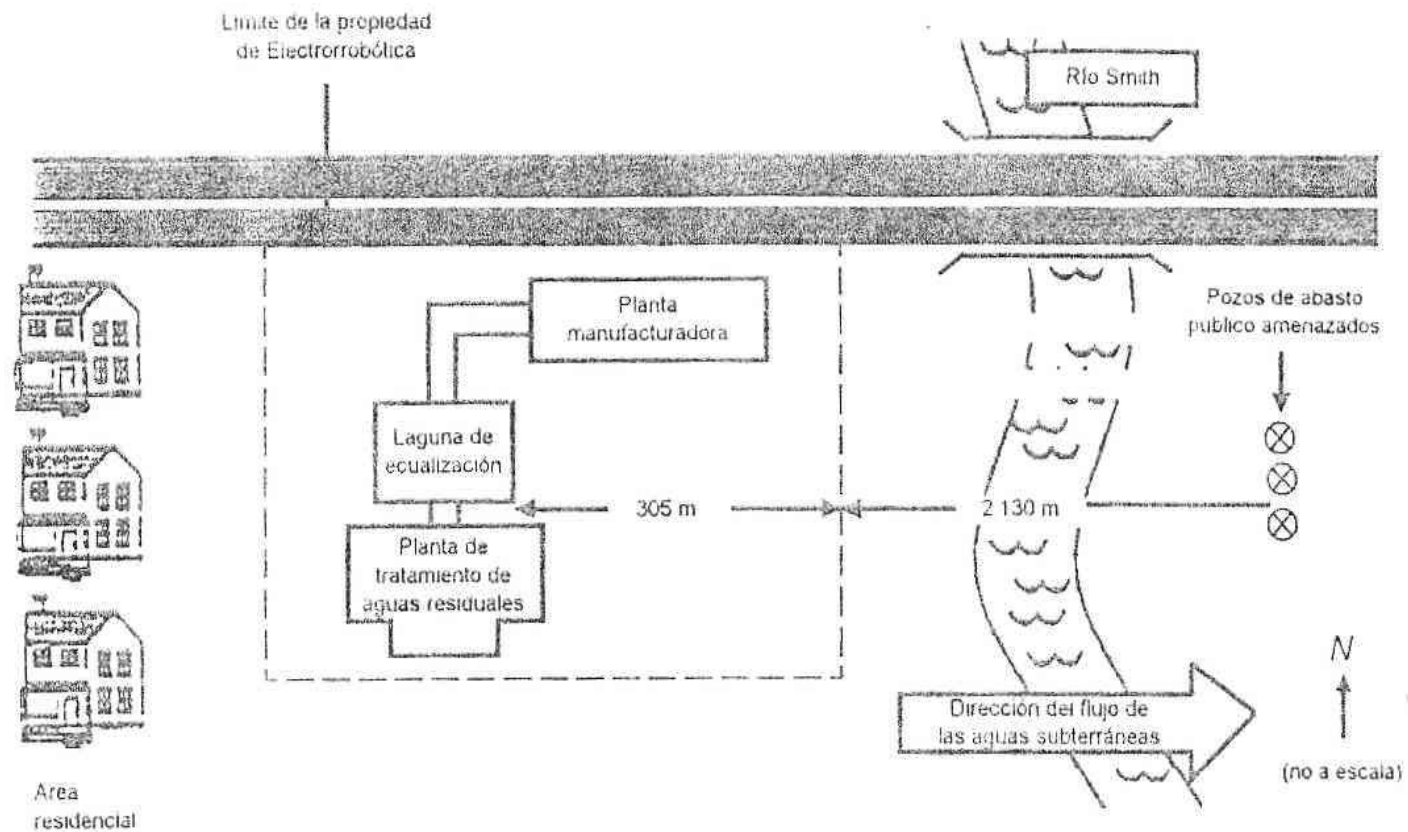 Límite de la propiedad
de Electrorrobótica
Río Smith
Planta
manufacturadora
Pozos de abasto
público amenazados
Laguna de
ecualización
305 m
2 130 m
Planta de
tratamiento de
aguas residuales
N
Dirección del flujo de
las aguas subterráneas
(no a escala)
Area
residencial